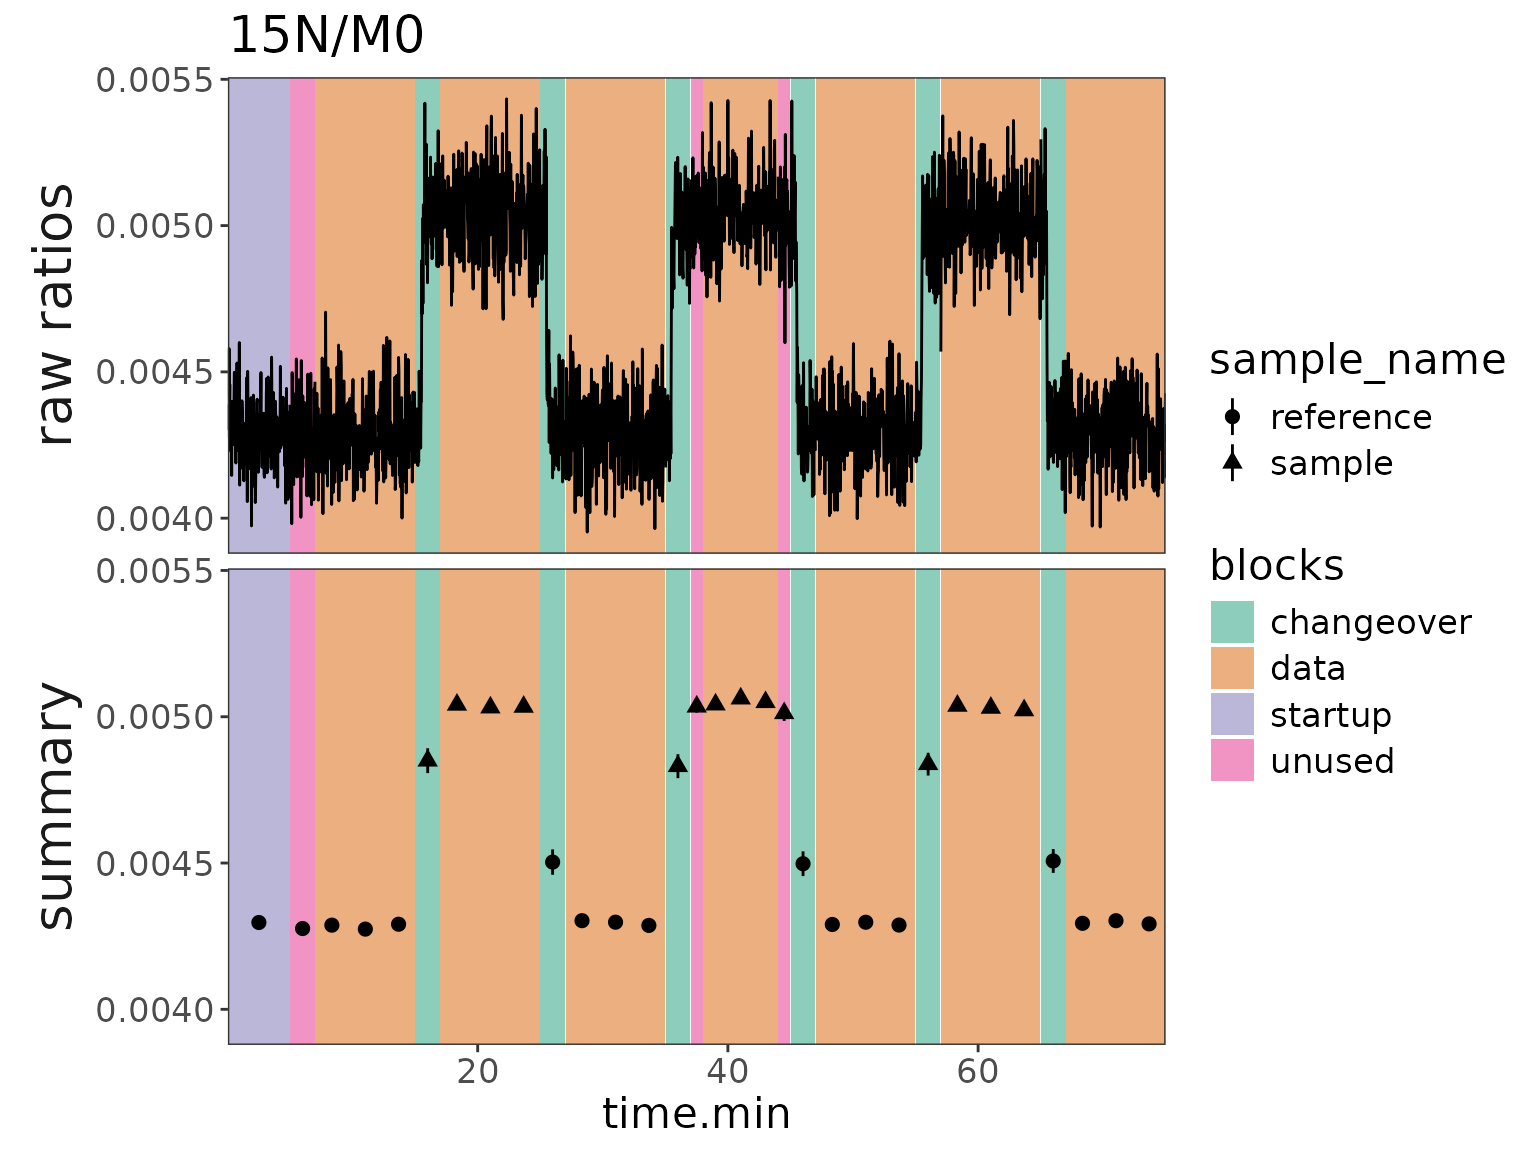 15N/M0
0.0055
0.0050
0.0045
0.0040
raw ratios
0.0055
0.0050
0.0045
0.0040
summary
20 40 60
time.min
sample_name
reference
sample
blocks
changeover
data
startup
unused